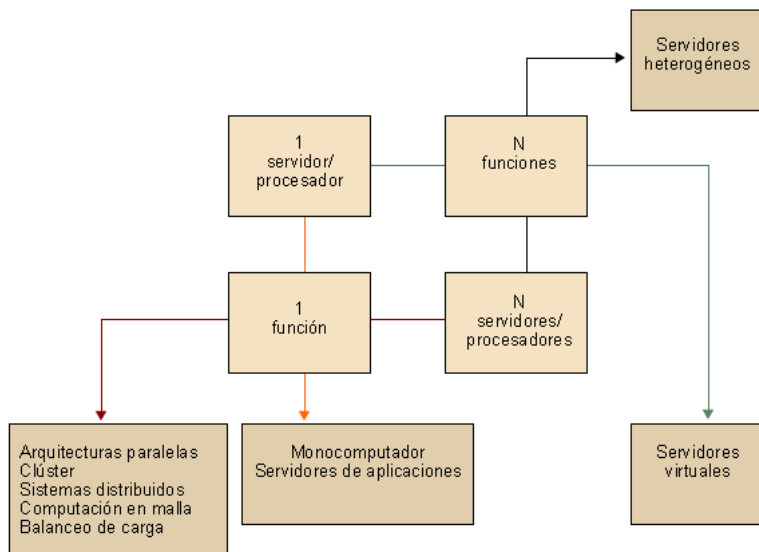 Servidores
heterogéneos
1
servidor/
procesador
N
funciones
1
función
N
servidores/
procesadores
Arquitecturas paralelas
Clúster
Sistemas distribuidos
Computación en malla
Balanceo de carga
Monocomputador
Servidores de aplicaciones
Servidores
virtuales